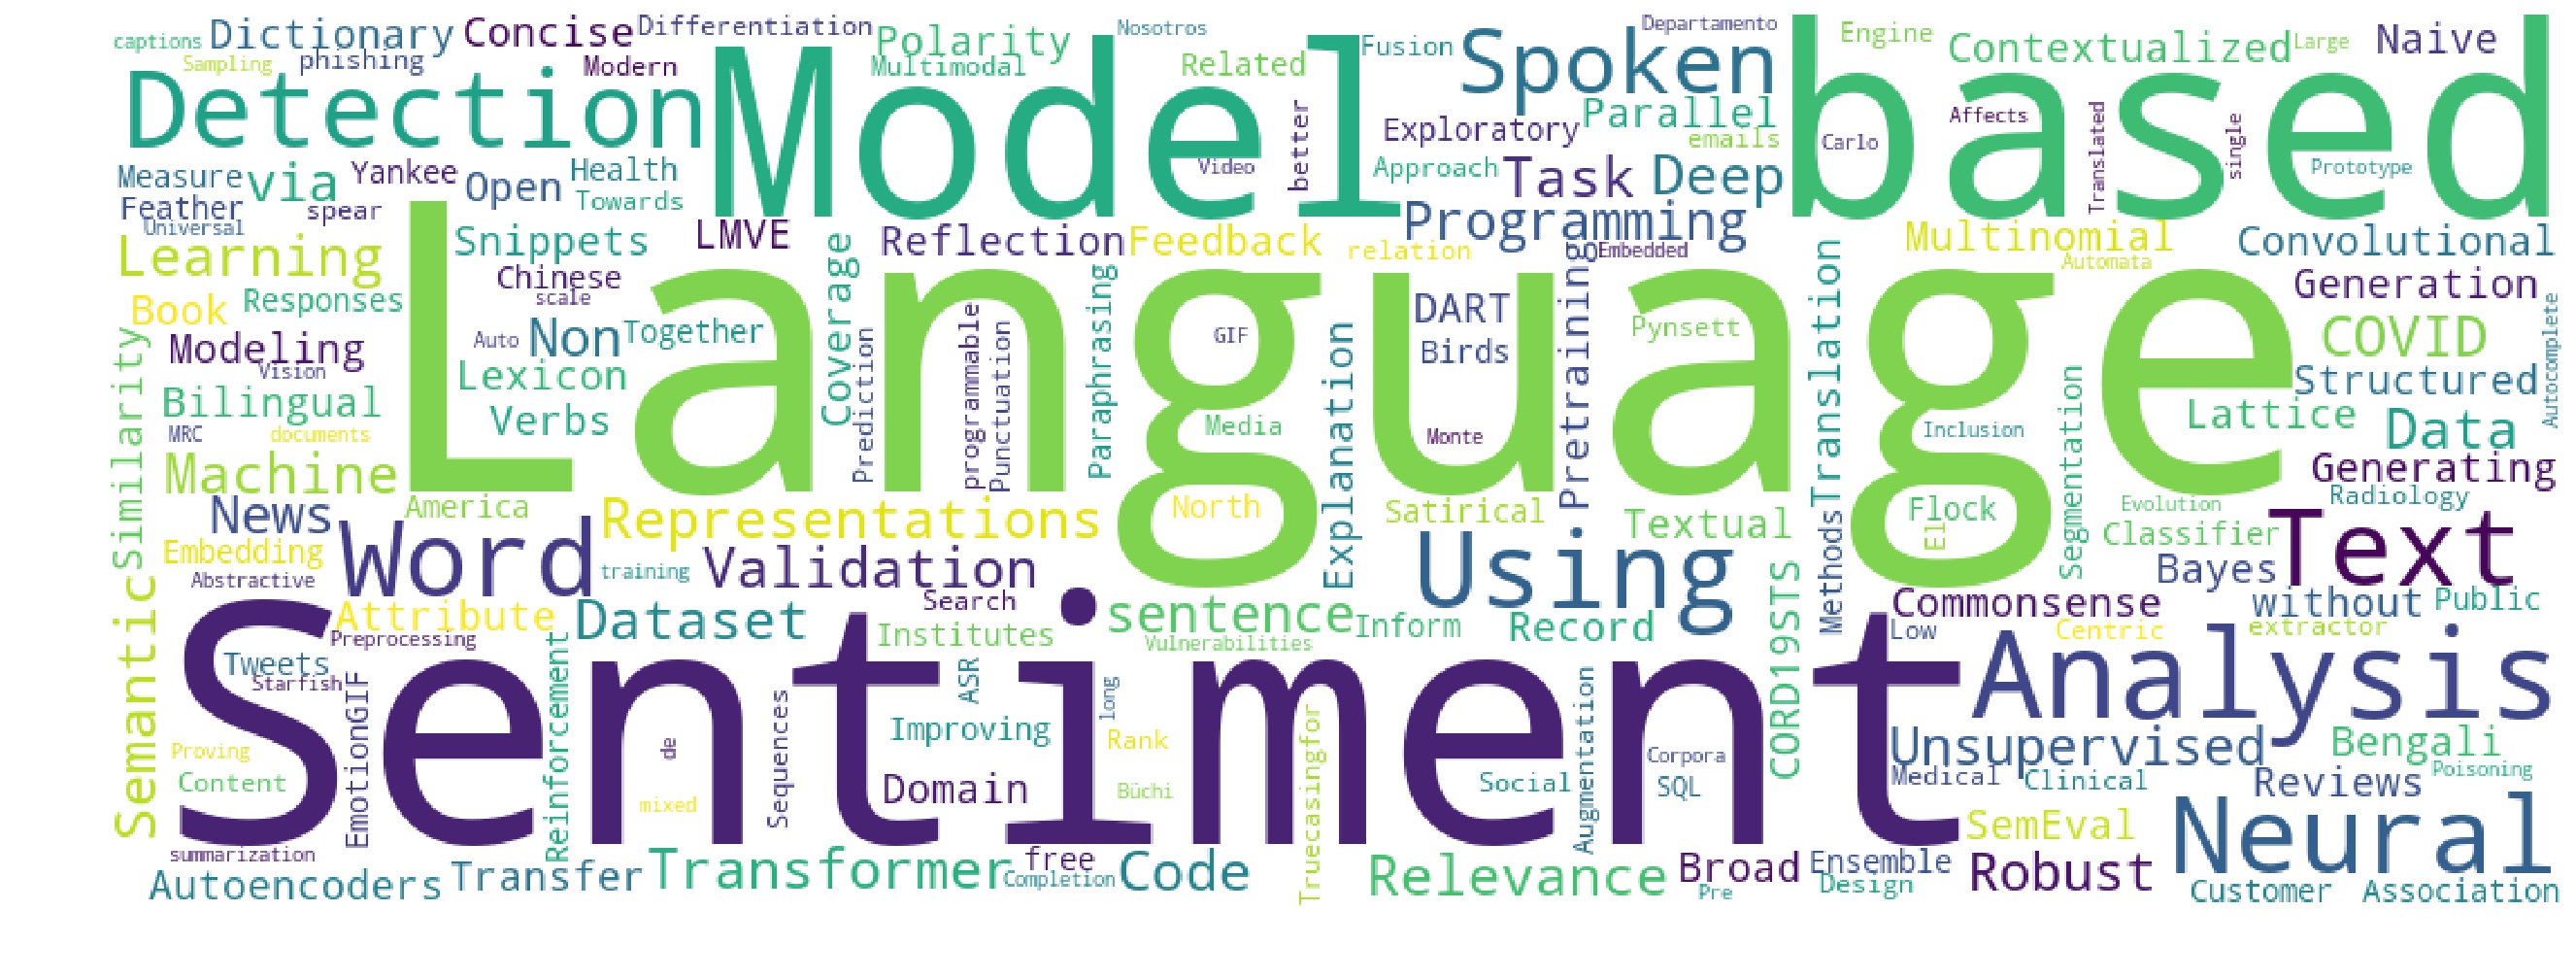 captions
Dictionary
Concise
Differentiation
Polarity
Nosotros
Fusion
Spoken
Departamento
Engine
Contextualized
Large
Naive
Sampling
phishing
Modern
Multimodal
Related
Detection
Model
based
Exploratory
Parallel
emails
Carlo
Affects
Translated
single
Prototype
better
Video
Approach
Task
Deep
Measure
via
Yankee
Open
Health
Towards
Feather
spear
Universal
Programming
Learning
Snippets
LMVE
Coverage
Reflection
Feedback
relation
Pretraining
Embedded
Translation
Multinomial
Automata
Convolutional
Chinese
scale
Generation
Book
Responses
Language
Auto
Non
Together
Prediction
programmable
Punctuation
Paraphrasing
GIF
Explanation
DART
Birds
Pynsett
COVID
Autocomplete
Similarity
Modeling
Vision
Lexicon
Structured
Bilingual
Verbs
Media
Monte
Inclusion
Segmentation
Lattice
Data
MRC
documents
Machine
Generating
Radiology
News
America
Representations
North
Satirical
Textual
Methods
Flock
El
Evolution
Classifier
Text
Embedding
Word
Abstractive
training
Validation
Using
Bayes
Semantic
Attribute
Dataset
Search
sentence
Inform
Record
CORD19STS
Commonsense
without
Public
Preprocessing
Institutes
Vulnerabilities
Low
Centric
extractor
Tweets
Starfish
EmotionGIF
Reinforcement
Sentiment
Analysis
ASR
long
Sequences
Improving
Rank
Truecasingfor
Augmentation
Unsupervised
Bengali
Proving
de
Corpora
Poisoning
Content
mixed
Domain
Büchi
Social
SQL
Medical
Clinical
Reviews
SemEval
Neural
summarization
Autoencoders
Transfer
Transformer
free
Completion
Code
Relevance
Broad
Pre
Ensemble
Design
Robust
Customer
Association